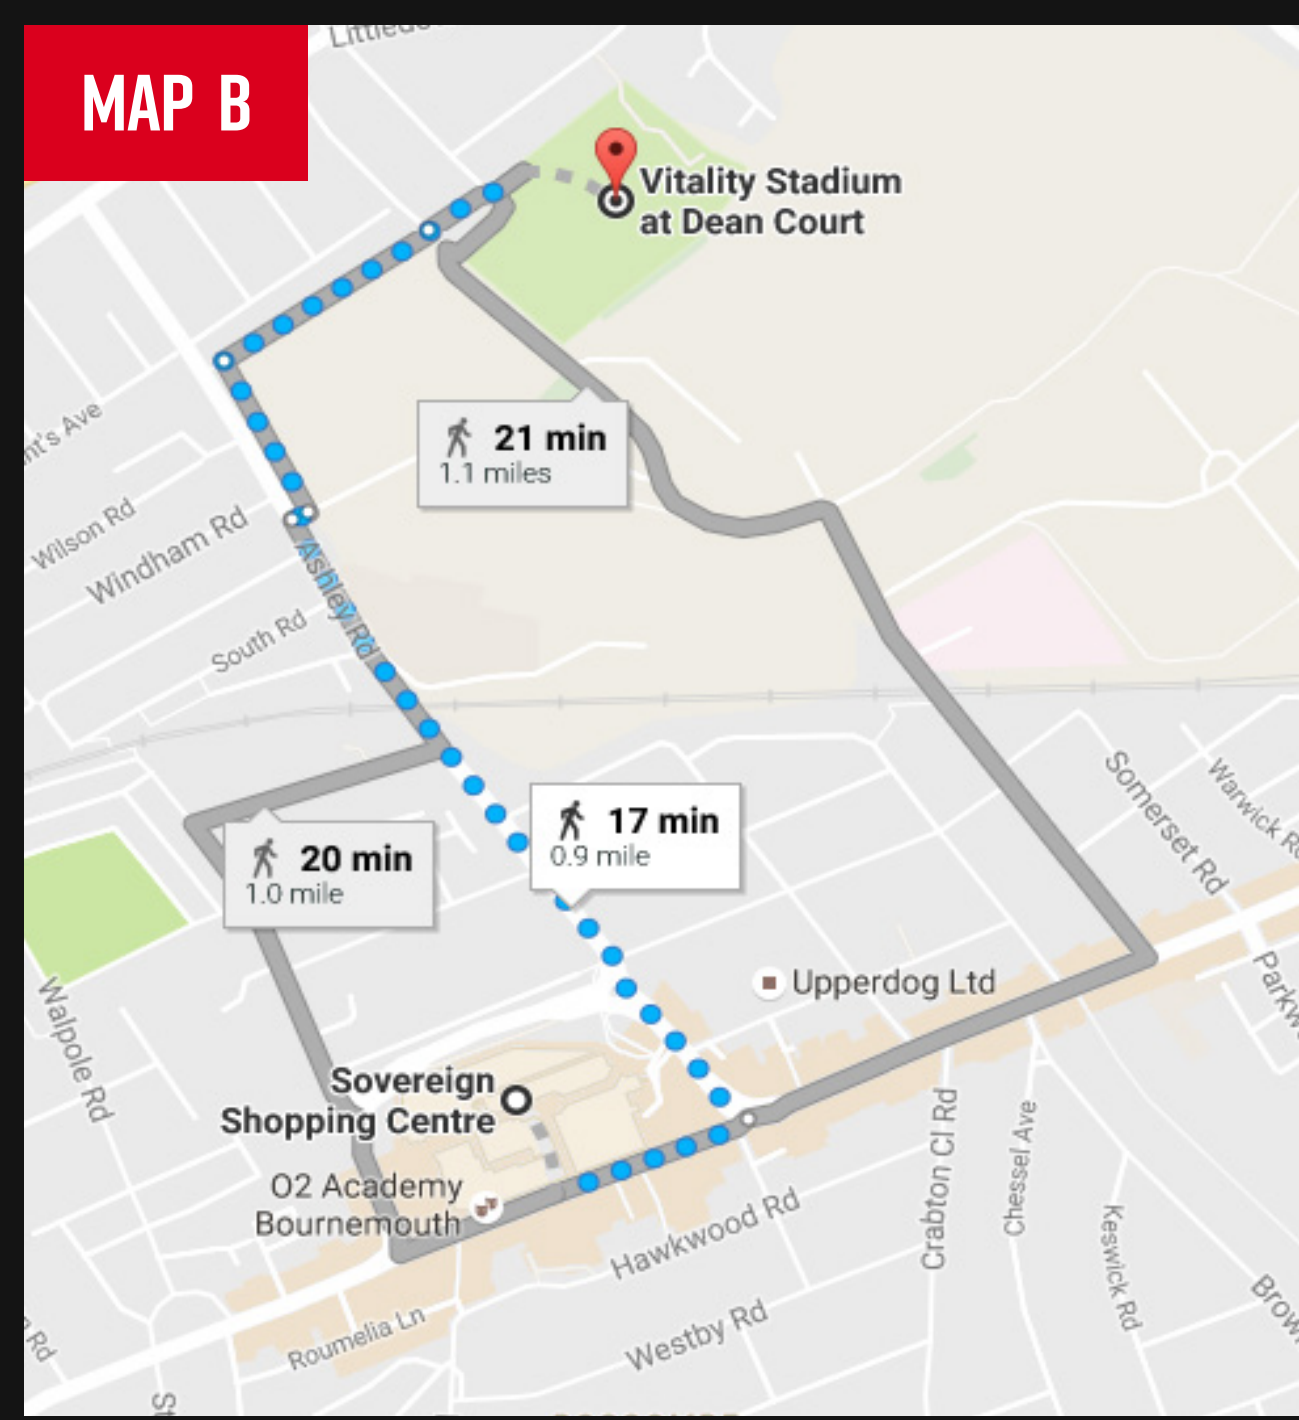 MAP B
Vitality Stadium
at Dean Court
21 min
1.1 miles
Wilson Rd
Windham Rd
Ashley Rd
South Rd
17 min
0.9 mile
20 min
1.0 mile
Somerset Rd
Warwick
Upperdog Ltd
Walpole Rd
Sovereign
Shopping Centre
O2 Academy
Bournemouth
Hawkwood Rd
Crabton Cl Rd
Chessel Ave
Keswick Rd
Roumelia Ln
Westby Rd
Rd